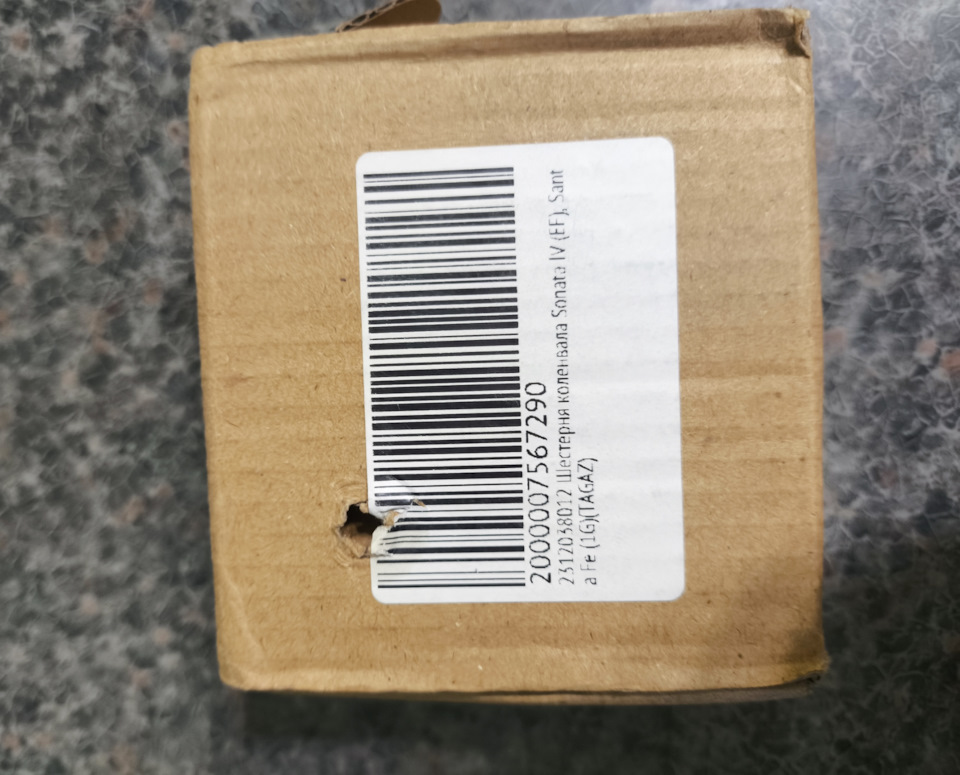 2000007567290
2312038012 Шестерня коленвала Sonata IV (EF), Sant
a Fe (1G)(TAGAZ)